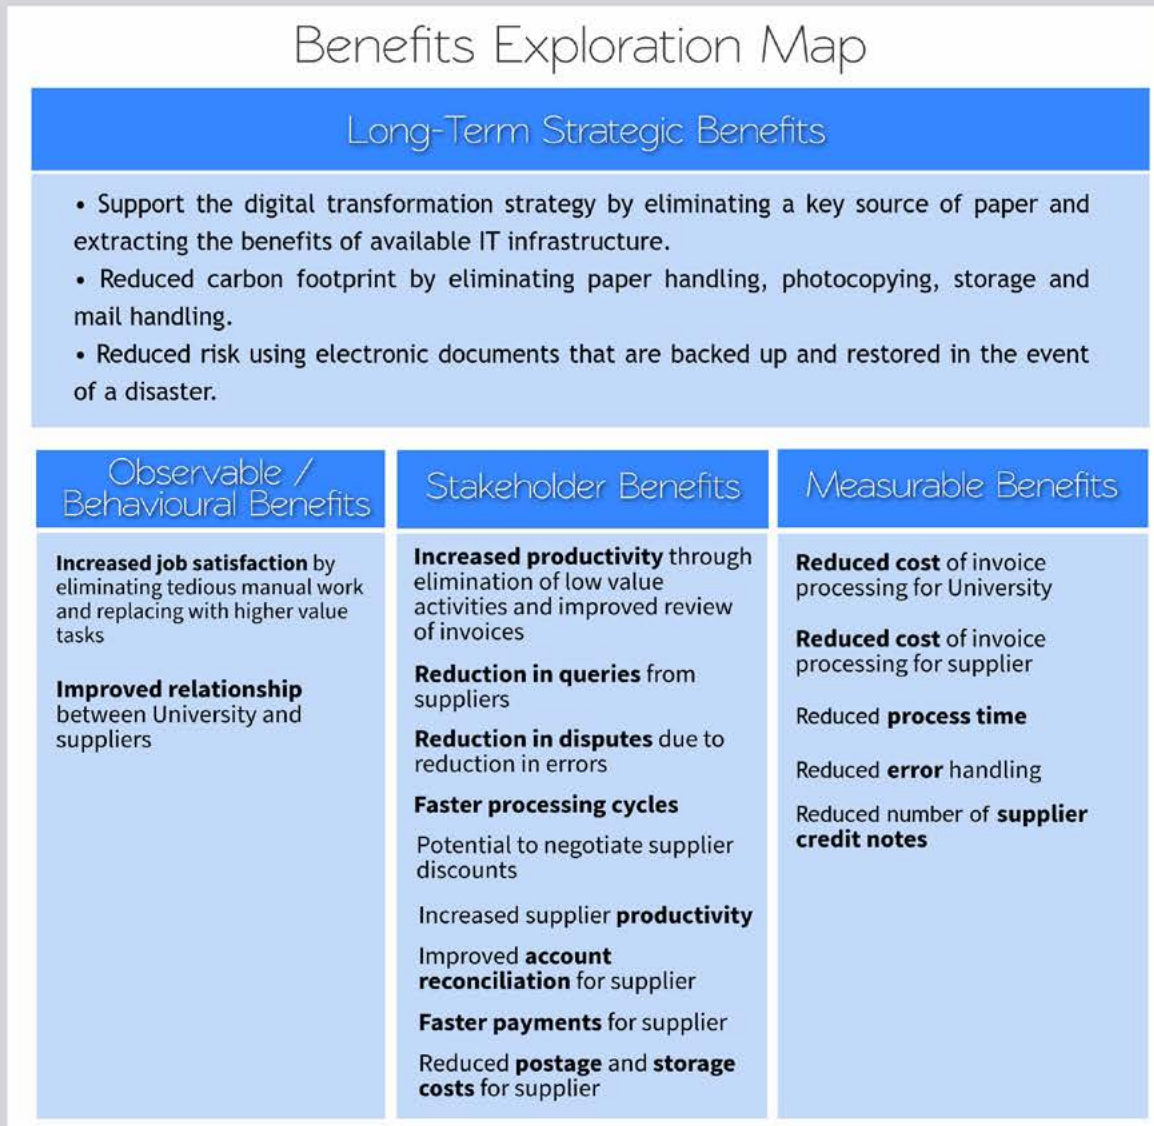 Benefits Exploration Map
Long-Term Strategic Benefits
• Support the digital transformation strategy by eliminating a key source of paper and
extracting the benefits of available IT infrastructure.
• Reduced carbon footprint by eliminating paper handling, photocopying, storage and
mail handling.
• Reduced risk using electronic documents that are backed up and restored in the event
of a disaster.
Observable /
Behavioural Benefits
Increased job satisfaction by
eliminating tedious manual work
and replacing with higher value
tasks
Improved relationship
between University and
suppliers
Stakeholder Benefits
Increased productivity through
elimination of low value
activities and improved review
of invoices
Reduction in queries from
suppliers
Reduction in disputes due to
reduction in errors
Faster processing cycles
Potential to negotiate supplier
discounts
Increased supplier productivity
Improved account
reconciliation for supplier
Faster payments for supplier
Reduced postage and storage
costs for supplier
Measurable Benefits
Reduced cost of invoice
processing for University
Reduced cost of invoice
processing for supplier
Reduced process time
Reduced error handling
Reduced number of supplier
credit notes